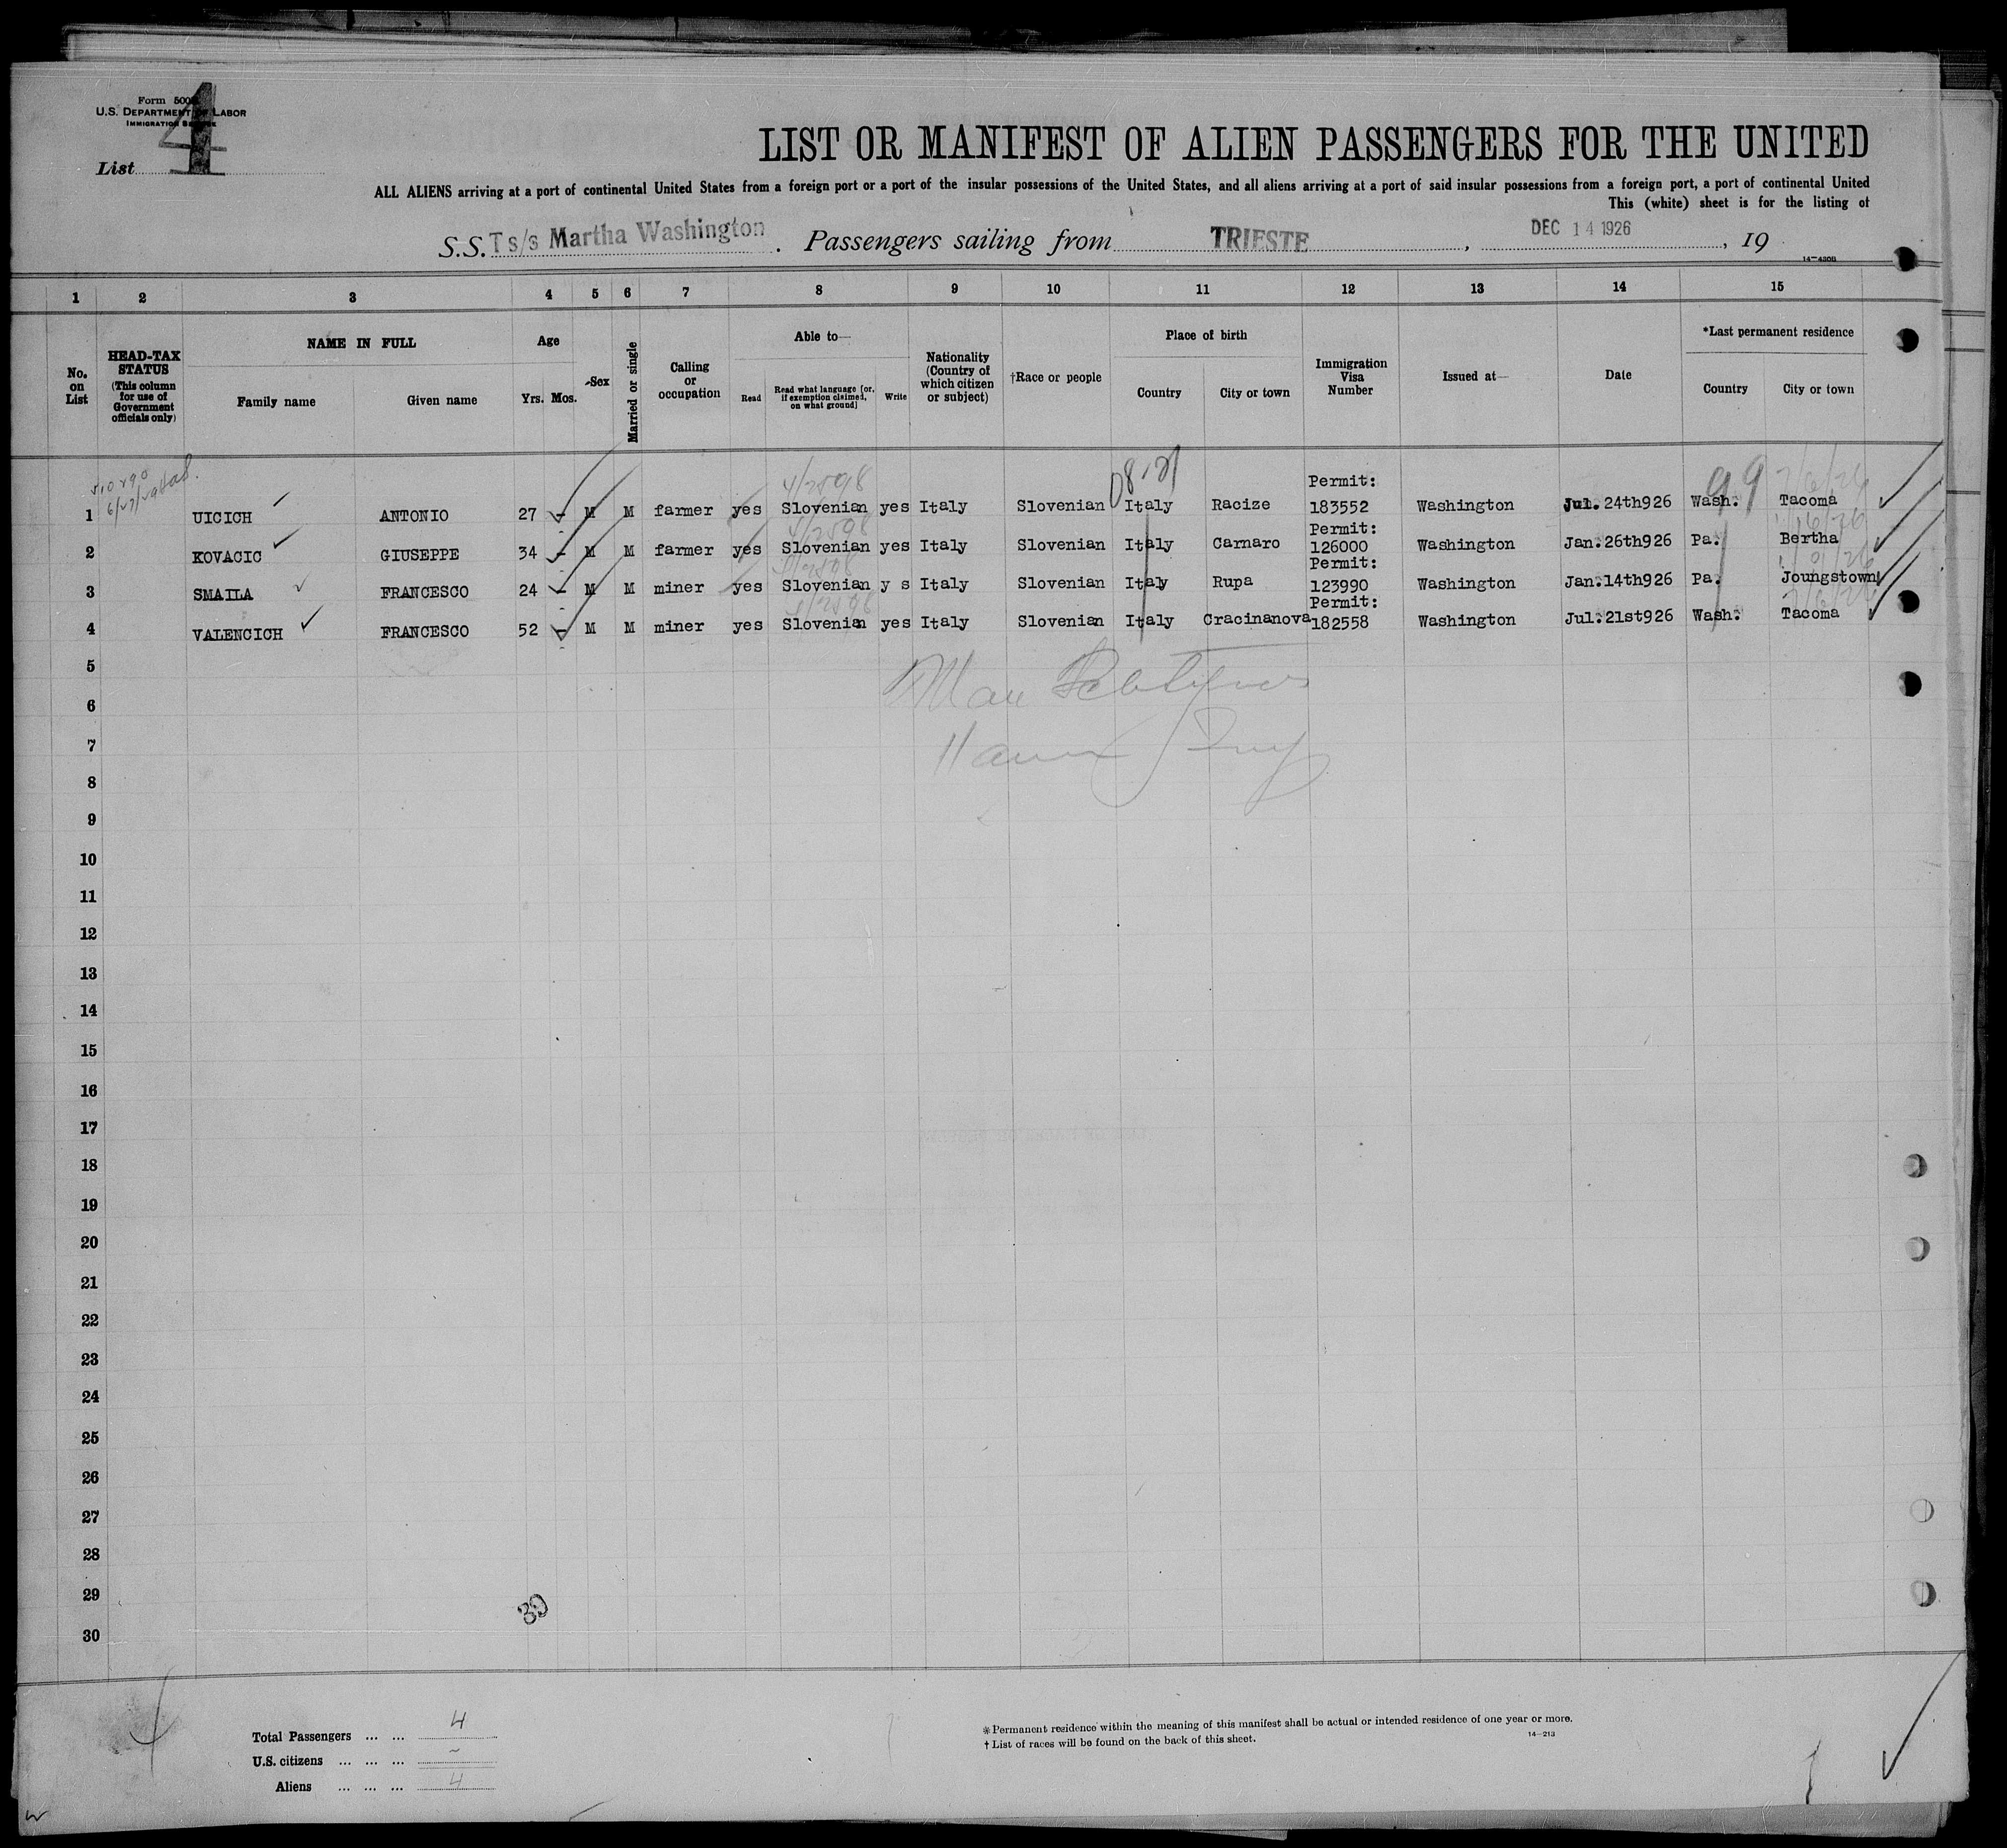 Form 500
U.S. DEPARTMENT OF LABOR
IMMIGRATION SERVICE
List 4
LIST OR MANIFEST OF ALIEN PASSENGERS FOR THE UNITED
ALL ALIENS arriving at a port of continental United States from a foreign port or a port of the insular possessions of the United States, and all aliens arriving at a port of said insular possessions from a foreign port, a port of continental United
This (white) sheet is for the listing of
S.S. Ts/s Martha Washington. Passengers sailing from TRIESTE, DEC 14 1926, 19
14-430B
1 2 3 4 5 6 7 8 9 10 11 12 13 14 15
No. on List
HEAD-TAX STATUS (This column for use of Government officials only)
NAME IN FULL
Family name Given name
Age
Yrs. Mos.
Sex
Married or single
Calling or occupation
Able to—
Read Read what language [or, if exemption claimed, on what ground] Write
Nationality (Country of which citizen or subject)
†Race or people
Place of birth
Country City or town
Immigration Visa Number
Issued at—
Date
*Last permanent residence
Country City or town
08-21 99
4/2598
Permit:
1 UICICH ANTONIO 27 - M M farmer yes Slovenian yes Italy Slovenian Italy Racize 183552 Washington Jul. 24th926 Wash. Tacoma
4/2598
Permit:
2 KOVACIC GIUSEPPE 34 - M M farmer yes Slovenian yes Italy Slovenian Italy Carnaro 126000 Washington Jan. 26th926 Pa. Bertha
Permit:
3 SMAILA FRANCESCO 24 - M M miner yes Slovenian y s Italy Slovenian Italy Rupa 123990 Washington Jan. 14th926 Pa. Joungstown
Permit:
4 VALENCICH FRANCESCO 52 - M M miner yes Slovenian yes Italy Slovenian Italy Cracinanova 182558 Washington Jul. 21st926 Wash. Tacoma
5
6
7
8
9
10
11
12
13
14
15
16
17
18
19
20
21
22
23
24
25
26
27
28
29
30
30
Total Passengers ... ... 4
U.S. citizens ... ... ... -
Aliens ... ... ... 4
*Permanent residence within the meaning of this manifest shall be actual or intended residence of one year or more.
† List of races will be found on the back of this sheet.
14-213